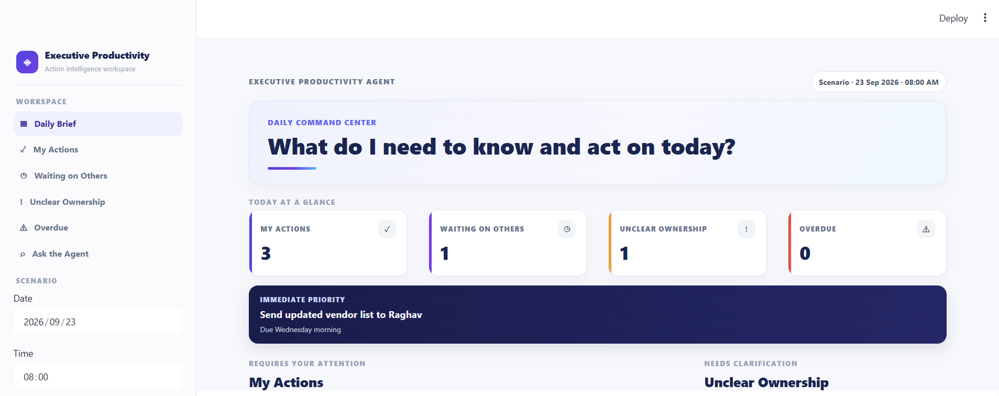 Deploy
Executive Productivity
Action intelligence workspace
WORKSPACE
Daily Brief
My Actions
Waiting on Others
! Unclear Ownership
Overdue
Ask the Agent
SCENARIO
Date
2026/09/23
Time
08:00
EXECUTIVE PRODUCTIVITY AGENT
Scenario · 23 Sep 2026 · 08:00 AM
DAILY COMMAND CENTER
What do I need to know and act on today?
TODAY AT A GLANCE
MY ACTIONS
3
WAITING ON OTHERS
1
UNCLEAR OWNERSHIP
!
1
OVERDUE
0
IMMEDIATE PRIORITY
Send updated vendor list to Raghav
Due Wednesday morning
REQUIRES YOUR ATTENTION
My Actions
NEEDS CLARIFICATION
Unclear Ownership